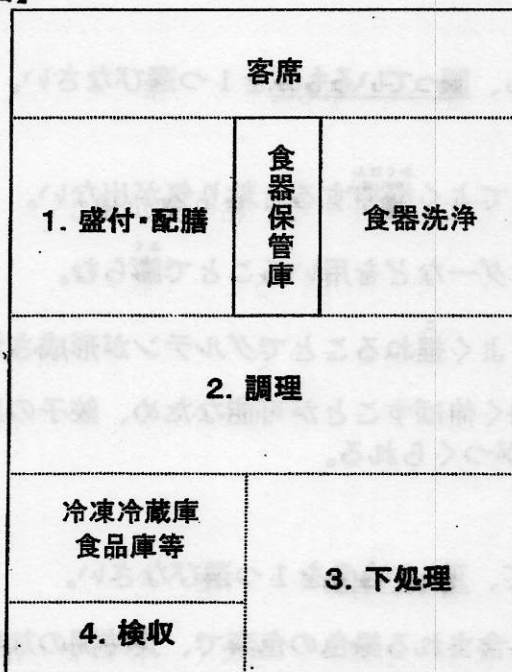 客席
1. 盛付・配膳
食器保管庫
食器洗浄
2. 調理
冷凍冷蔵庫
食品庫等
3. 下処理
4. 検収